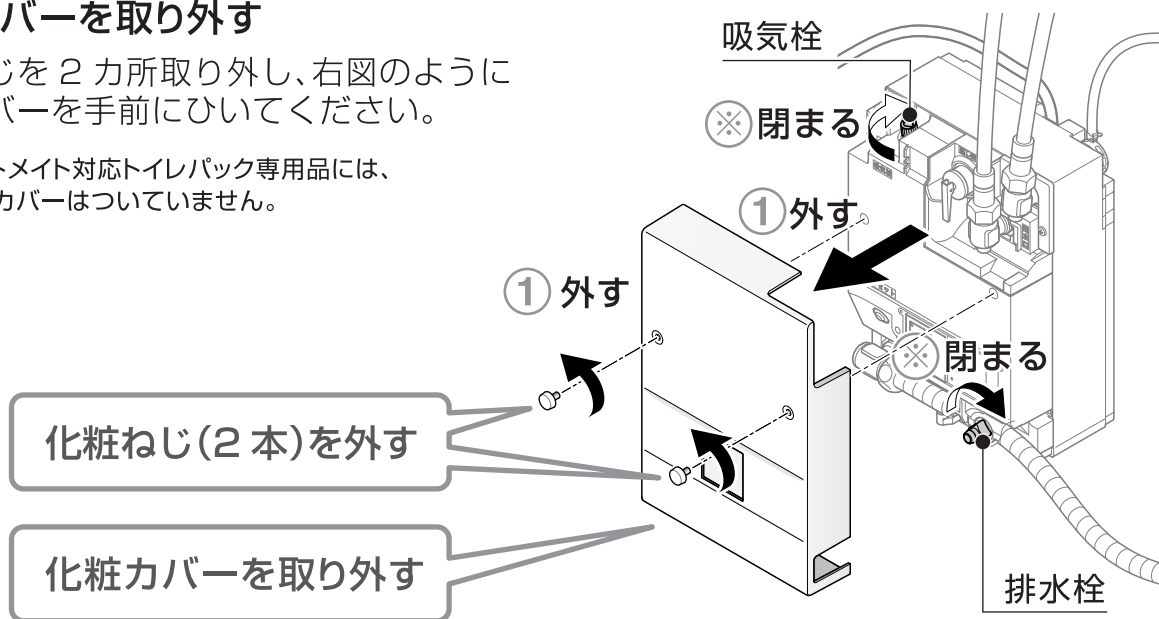 バーを取り外す
じを 2 カ所取り外し、右図のように
バーを手前にひいてください。
トメイト対応トイレパック専用品には、
カバーはついていません。
吸気栓
※閉まる
①外す
①外す
※閉まる
化粧ねじ(2 本)を外す
化粧カバーを取り外す
排水栓